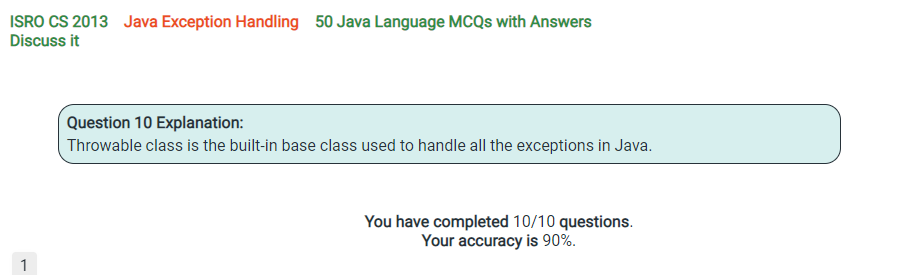 ISRO CS 2013 Java Exception Handling 50 Java Language MCQs with Answers
Discuss it
Question 10 Explanation:
Throwable class is the built-in base class used to handle all the exceptions in Java.
You have completed 10/10 questions.
Your accuracy is 90%.
1